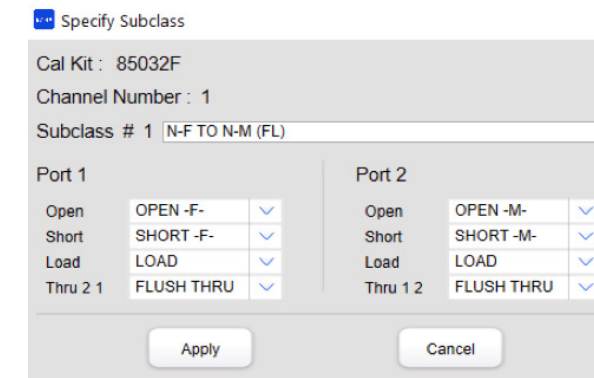 Specify Subclass
Cal Kit : 85032F
Channel Number : 1
Subclass # 1 N-F TO N-M (FL)
Port 1
Open OPEN -F-
Short SHORT -F-
Load LOAD
Thru 2 1 FLUSH THRU
Port 2
Open OPEN -M-
Short SHORT -M-
Load LOAD
Thru 1 2 FLUSH THRU
Apply
Cancel